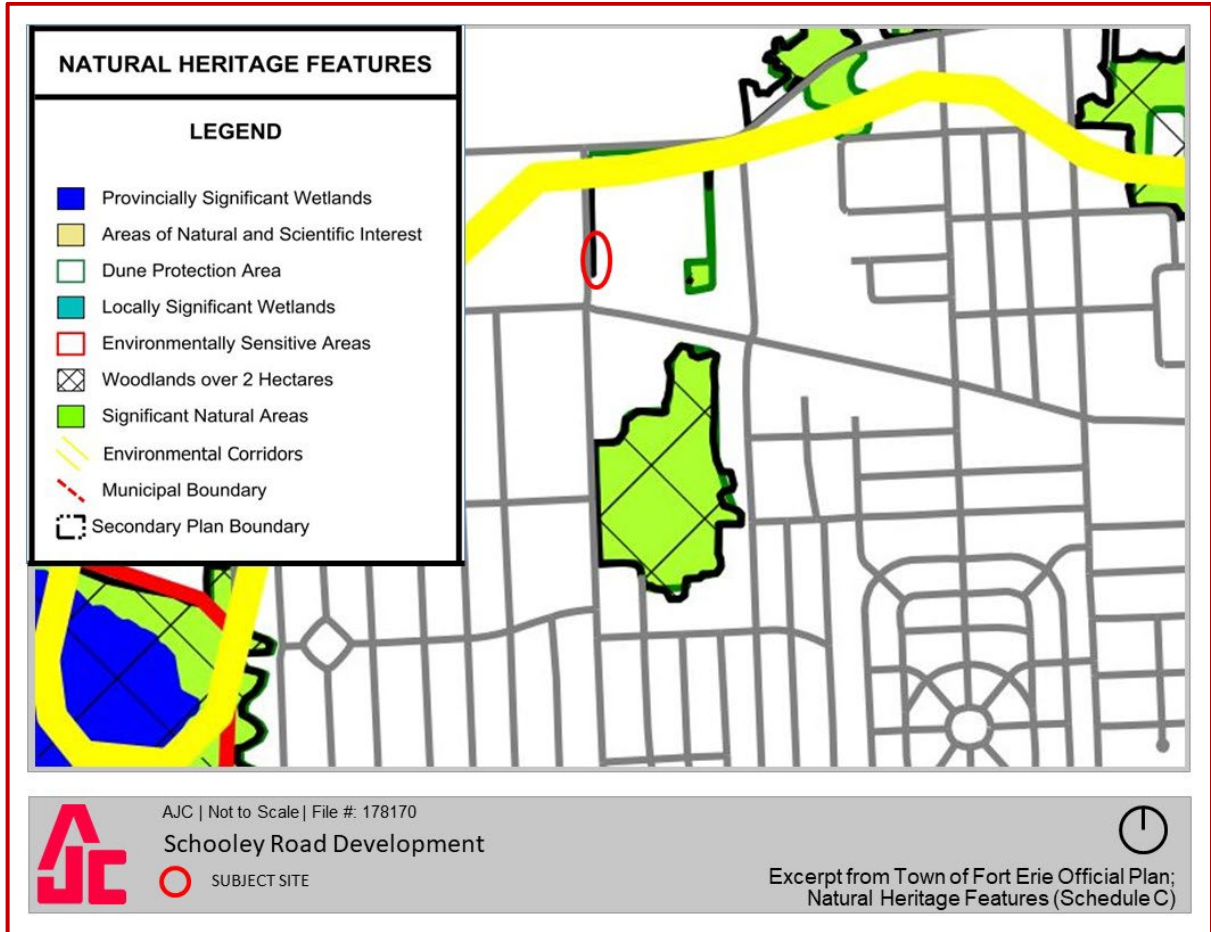 NATURAL HERITAGE FEATURES
LEGEND
Provincially Significant Wetlands
Areas of Natural and Scientific Interest
Dune Protection Area
Locally Significant Wetlands
Environmentally Sensitive Areas
Woodlands over 2 Hectares
Significant Natural Areas
Environmental Corridors
Municipal Boundary
Secondary Plan Boundary
AJC
AJC | Not to Scale | File #: 178170
Schooley Road Development
SUBJECT SITE
Excerpt from Town of Fort Erie Official Plan;
Natural Heritage Features (Schedule C)